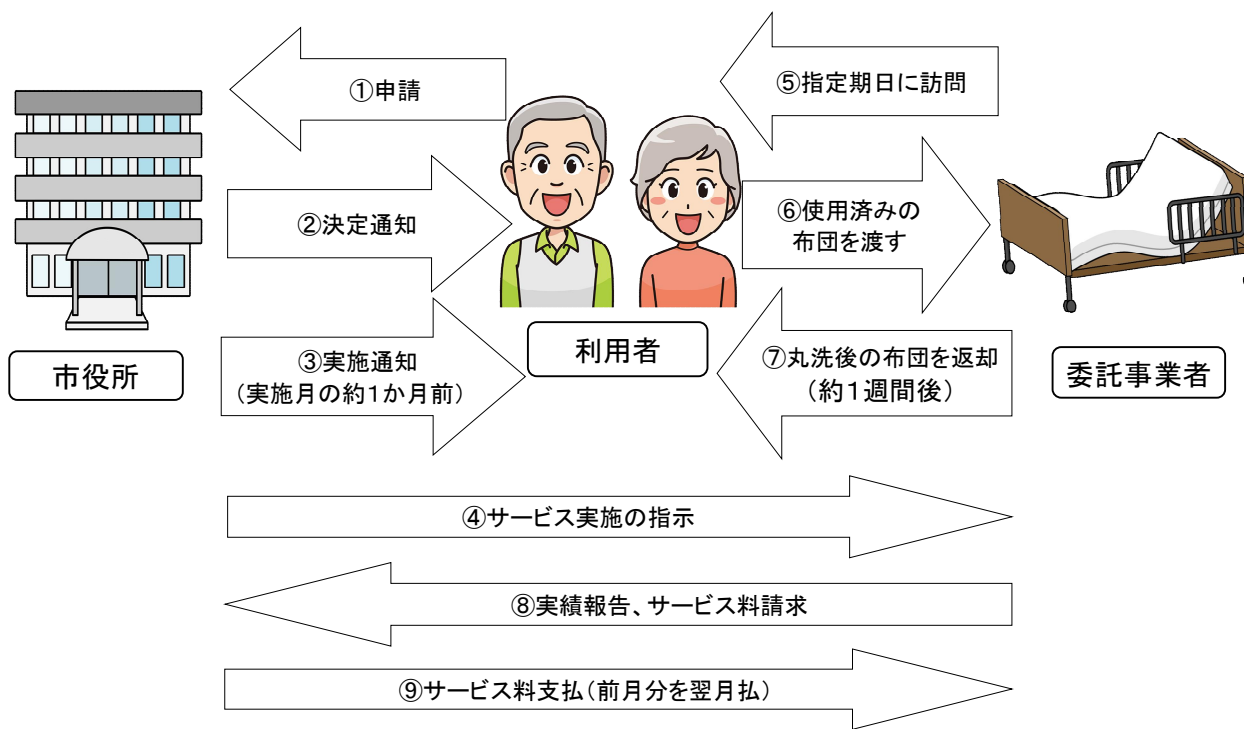 ①申請
⑤指定期日に訪問
②決定通知
⑥使用済みの
布団を渡す
市役所
利用者
委託事業者
③実施通知
(実施月の約1か月前)
⑦丸洗後の布団を返却
(約1週間後)
④サービス実施の指示
⑧実績報告、サービス料請求
⑨サービス料支払(前月分を翌月払)